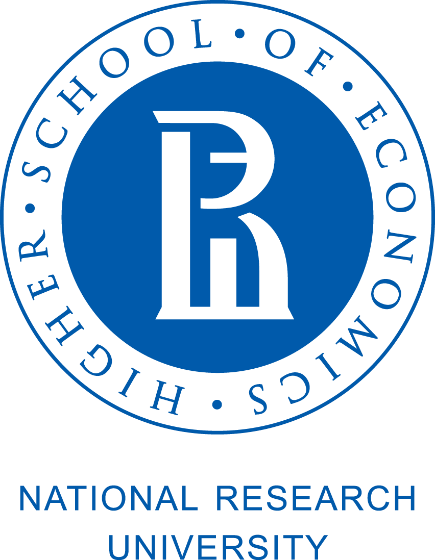 HIGHER · SCHOOL · OF · ECONOMICS ·
NATIONAL RESEARCH
UNIVERSITY